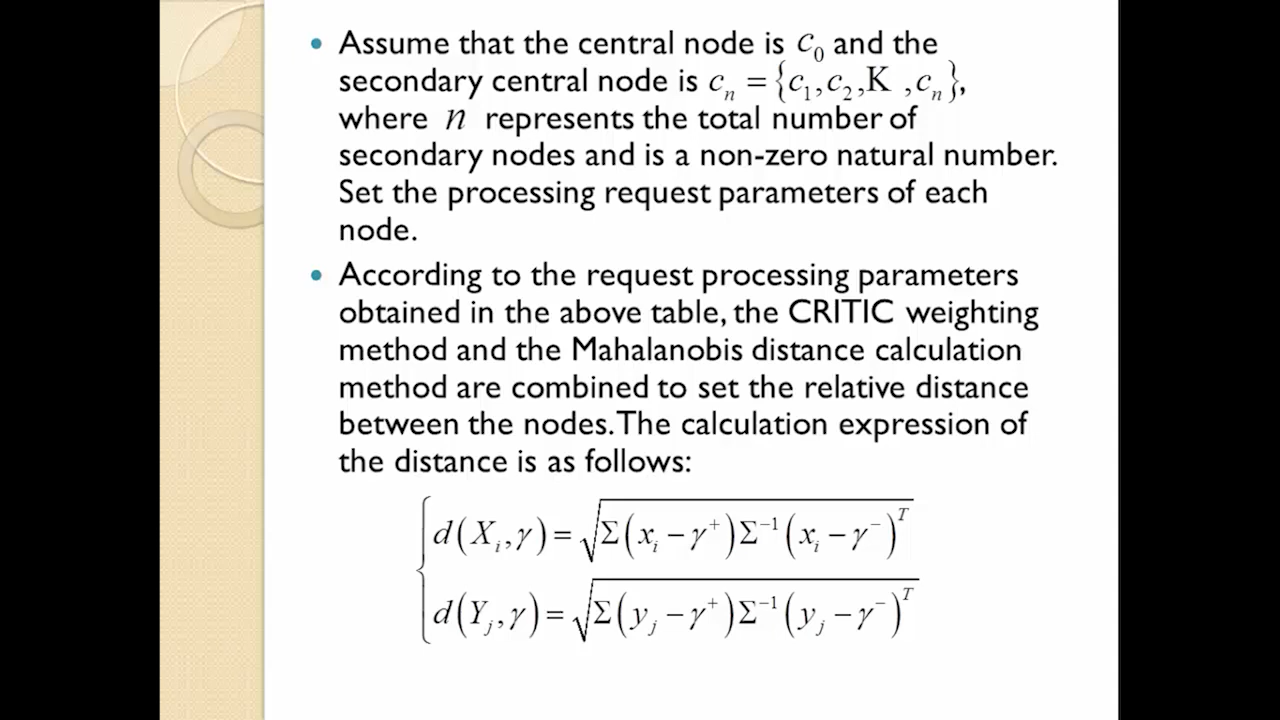 • Assume that the central node is c₀ and the
secondary central node is cₙ = {c₁,c₂,K ,cₙ},
where n represents the total number of
secondary nodes and is a non-zero natural number.
Set the processing request parameters of each
node.
• According to the request processing parameters
obtained in the above table, the CRITIC weighting
method and the Mahalanobis distance calculation
method are combined to set the relative distance
between the nodes. The calculation expression of
the distance is as follows:
d(Xᵢ,γ) = √Σ(xᵢ − γ⁺)Σ⁻¹(xᵢ − γ⁻)ᵀ
d(Yⱼ,γ) = √Σ(yⱼ − γ⁺)Σ⁻¹(yⱼ − γ⁻)ᵀ